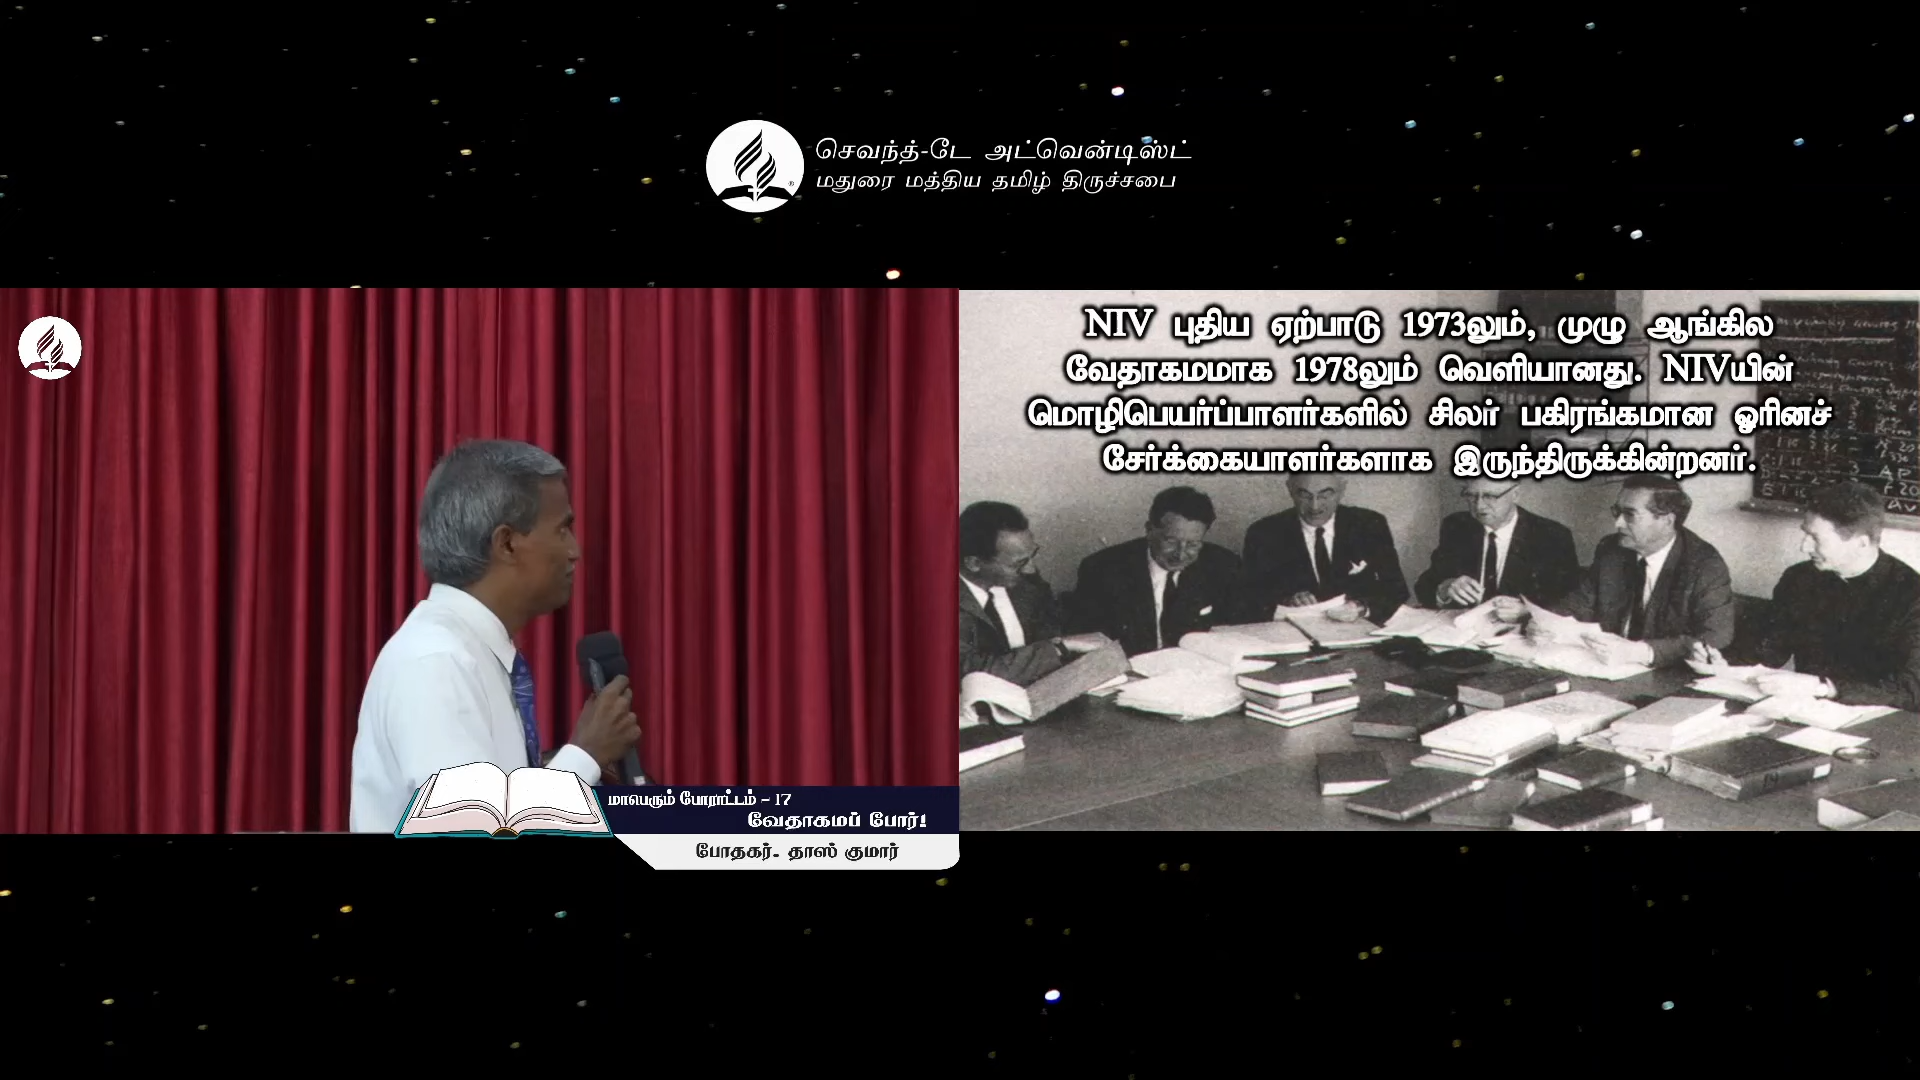 செவந்த்-டே அட்வென்டிஸ்ட்
மதுரை மத்திய தமிழ் திருச்சபை
NIV புதிய ஏற்பாடு 1973லும், முழு ஆங்கில
வேதாகமமாக 1978லும் வெளியானது. NIVயின்
மொழிபெயர்ப்பாளர்களில் சிலர் பகிரங்கமான ஓரினச்
சேர்க்கையாளர்களாக இருந்திருக்கின்றனர்.
மாபெரும் போராட்டம் - 17
வேதாகமப் போர்!
போதகர். தாஸ் குமார்